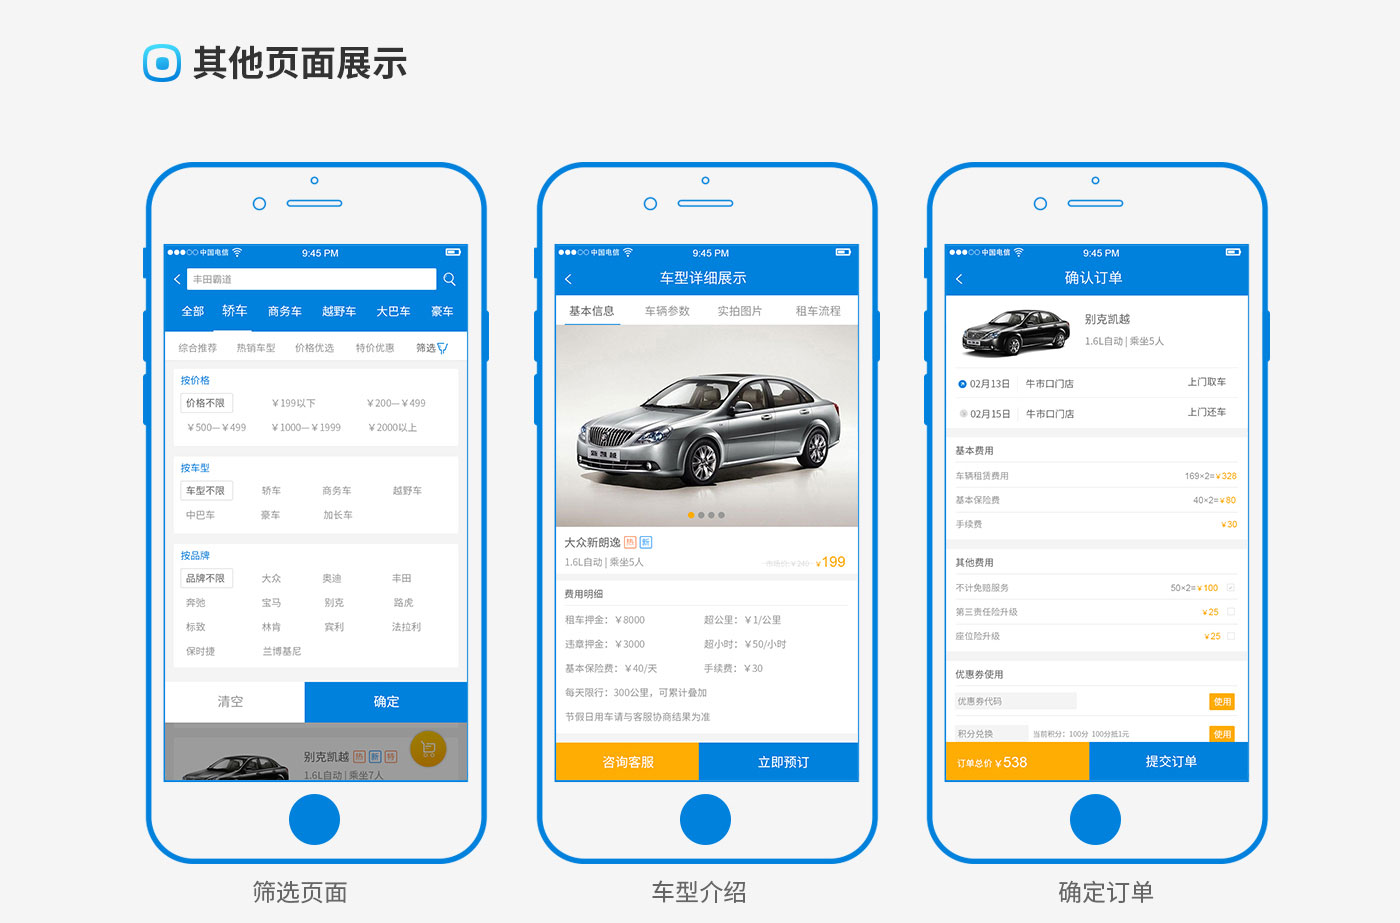 其他页面展示
中国电信 9:45 PM
丰田霸道
全部 轿车 商务车 越野车 大巴车 豪车
综合推荐 热销车型 价格优选 特价优惠 筛选
按价格
价格不限 ￥199以下 ￥200—￥499
￥500—￥499 ￥1000—￥1999 ￥2000以上
按车型
车型不限 轿车 商务车 越野车
中巴车 豪车 加长车
按品牌
品牌不限 大众 奥迪 丰田
奔弛 宝马 别克 路虎
标致 林肯 宾利 法拉利
保时捷 兰博基尼
清空 确定
别克凯越 热 新 特
1.6L自动 | 乘坐7人
筛选页面
中国电信 9:45 PM
车型详细展示
基本信息 车辆参数 实拍图片 租车流程
新凯越
大众新朗逸 热 新
1.6L自动 | 乘坐5人 市场价:￥249 ￥199
费用明细
租车押金：￥8000 超公里：￥1/公里
违章押金：￥3000 超小时：￥50/小时
基本保险费：￥40/天 手续费：￥30
每天限行：300公里，可累计叠加
节假日用车请与客服协商结果为准
咨询客服 立即预订
车型介绍
中国电信 9:45 PM
确认订单
别克凯越
1.6L自动 | 乘坐5人
02月13日 牛市口门店 上门取车
02月15日 牛市口门店 上门还车
基本费用
车辆租赁费用 169×2=￥328
基本保险费 40×2=￥80
手续费 ￥30
其他费用
不计免赔服务 50×2=￥100
第三责任险升级 ￥25
座位险升级 ￥25
优惠券使用
优惠券代码 使用
积分兑换 当前积分：100分 100分抵1元 使用
订单总价 ￥538 提交订单
确定订单